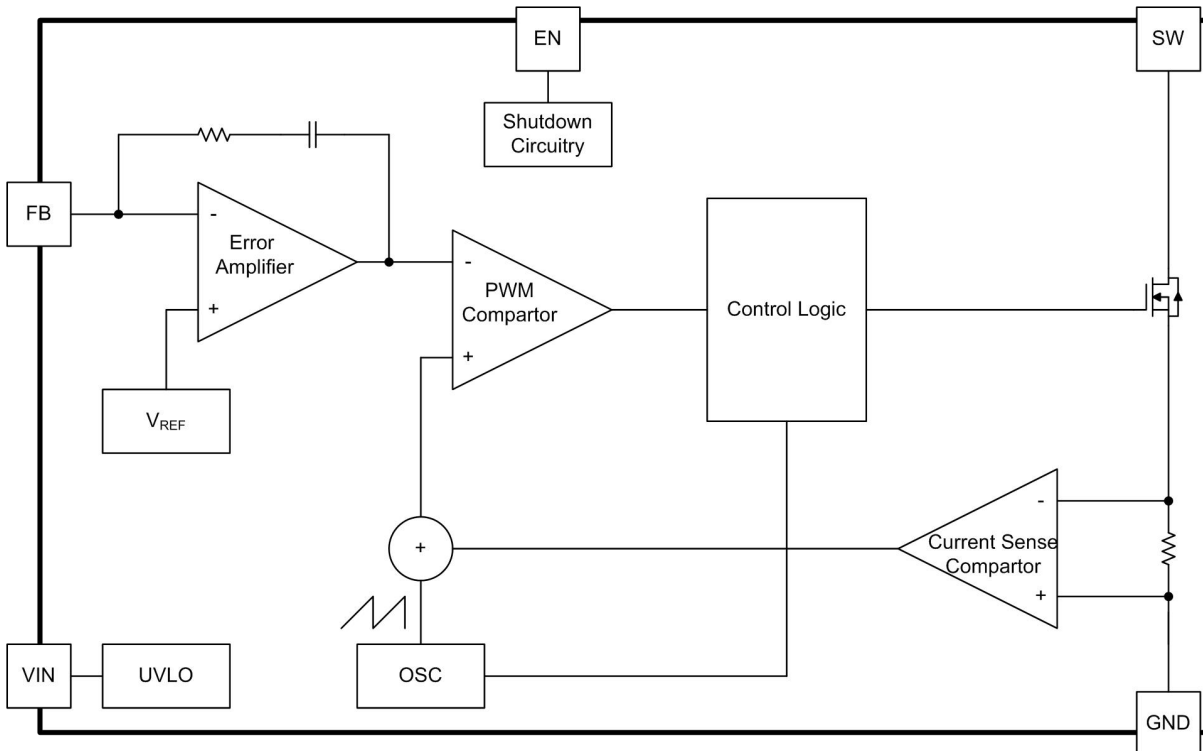 EN
SW
Shutdown
Circuitry
FB
-
Error
Amplifier
+
-
PWM
Compartor
+
Control Logic
VREF
-
Current Sense
Compartor
+
+
VIN
UVLO
OSC
GND